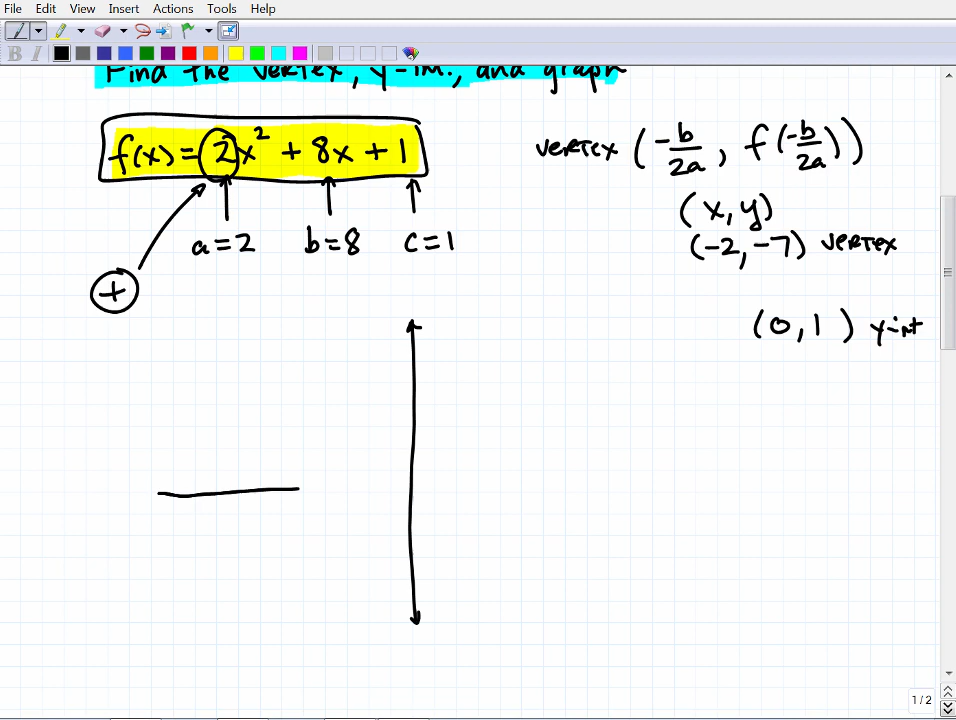 File Edit View Insert Actions Tools Help
B I
Find the vertex, y-int., and graph
f(x) = 2x² + 8x + 1
a=2 b=8 c=1
+
vertex (-b/2a, f(-b/2a))
(x, y)
(-2, -7) vertex
(0, 1) y-int
1/2